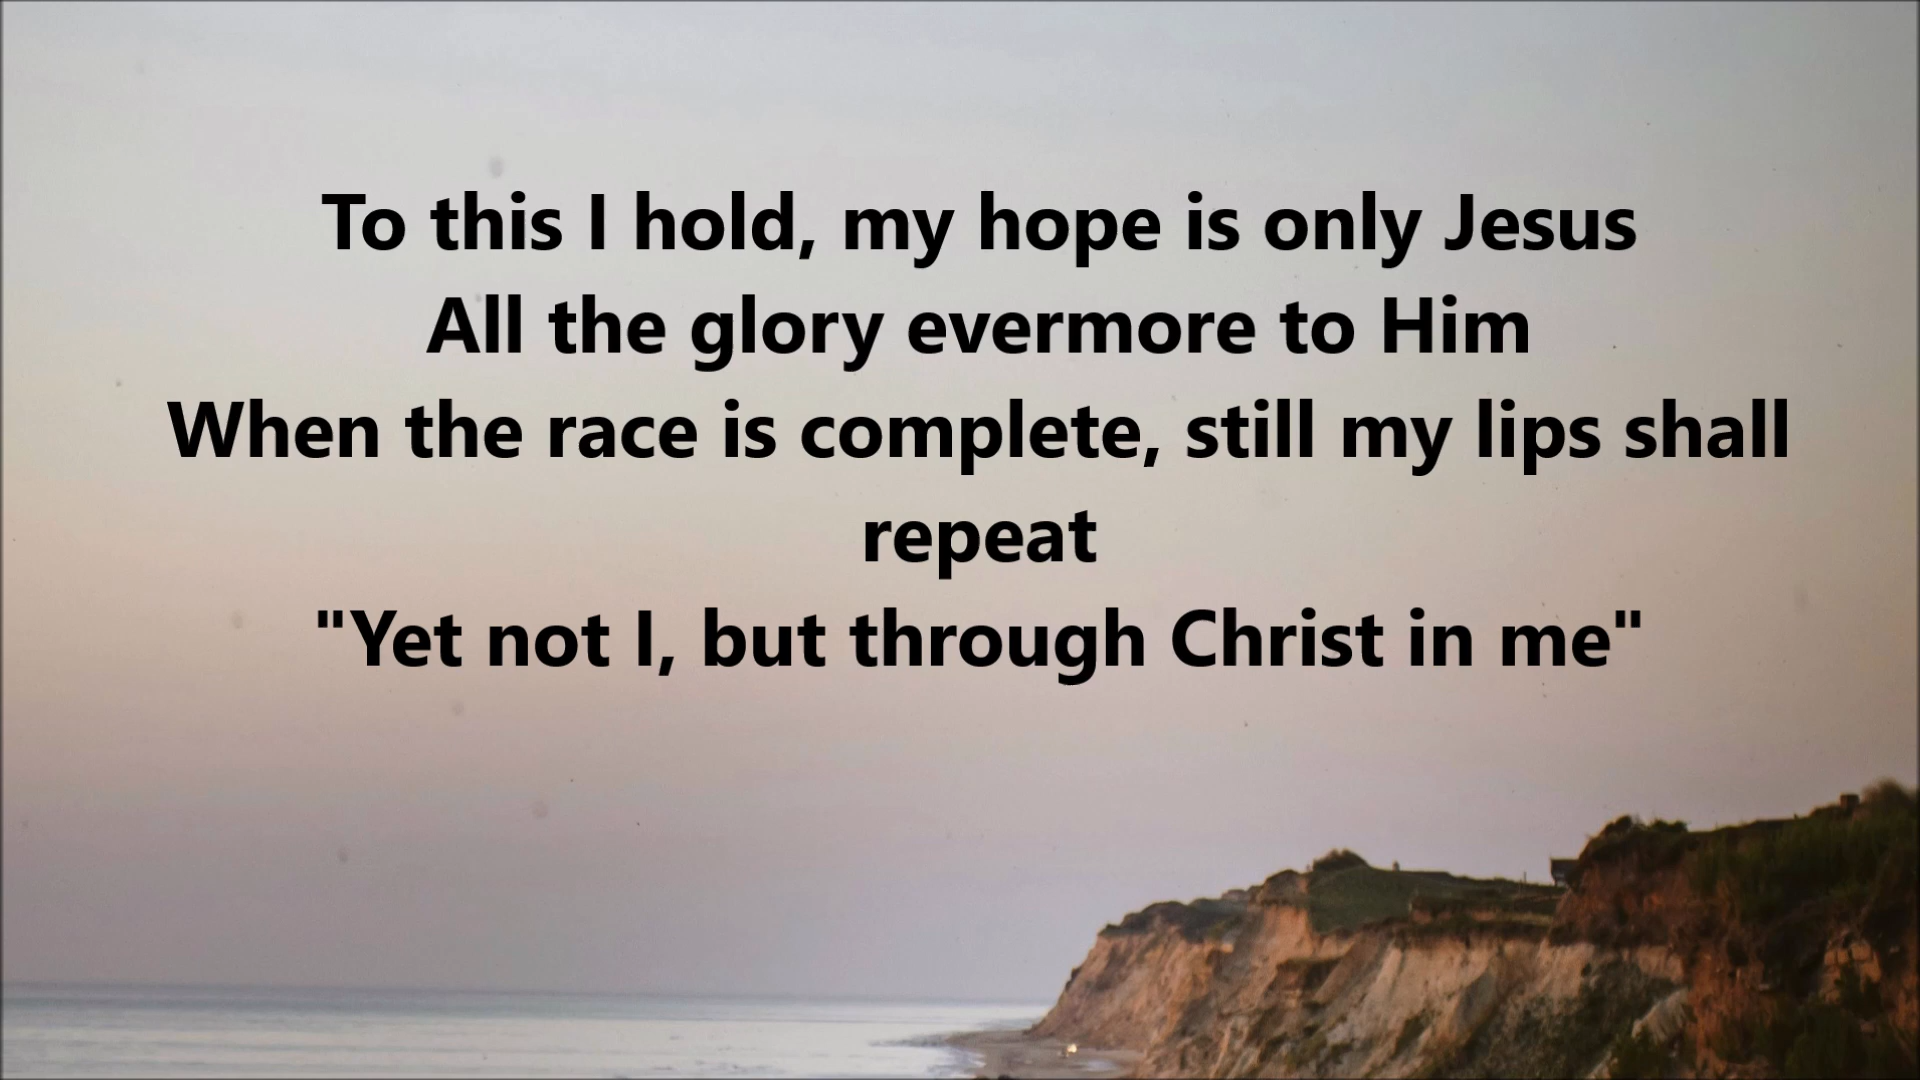 To this I hold, my hope is only Jesus
All the glory evermore to Him
When the race is complete, still my lips shall
repeat
"Yet not I, but through Christ in me"